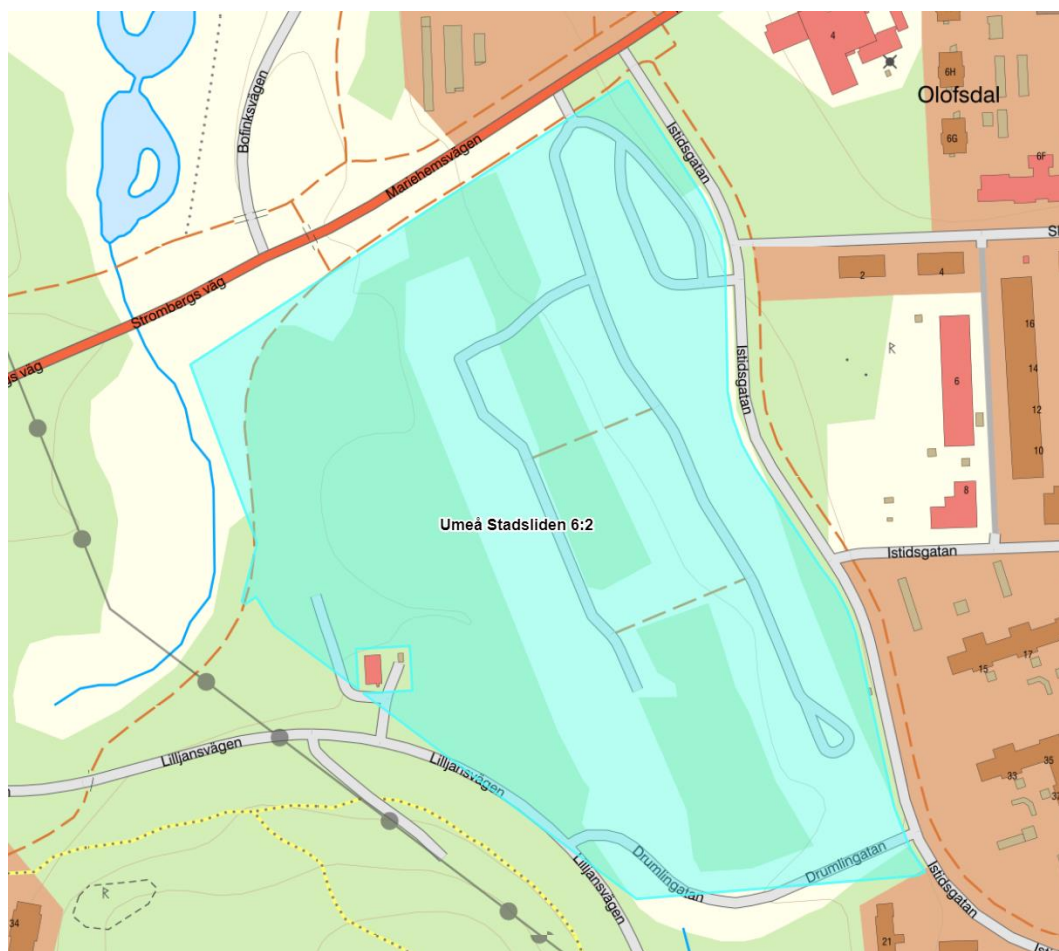 4
6H
Olofsdal
6G
6F
Bofinksvägen
Istidsgatan
Mariehemsvägen
Strombergs väg
gs väg
2
4
R
16
14
12
10
6
8
Istidsgatan
Istidsgatan
Umeå Stadsliden 6:2
15
17
35
33
32
Lilljansvägen
Lilljansvägen
Drumlingatan
Drumlingatan
Lilljansvägen
Istidsgatan
R
34
21